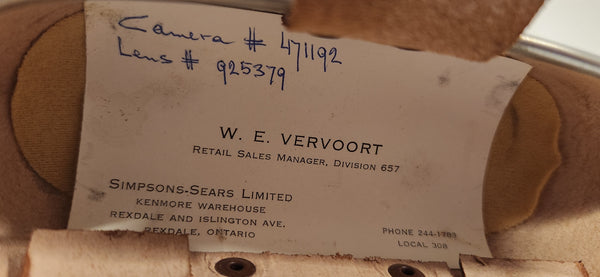 Camera # 471192
Lens # 925379
W. E. VERVOORT
RETAIL SALES MANAGER, DIVISION 657
SIMPSONS-SEARS LIMITED
KENMORE WAREHOUSE
REXDALE AND ISLINGTON AVE.
REXDALE, ONTARIO
PHONE 244-1783
LOCAL 308